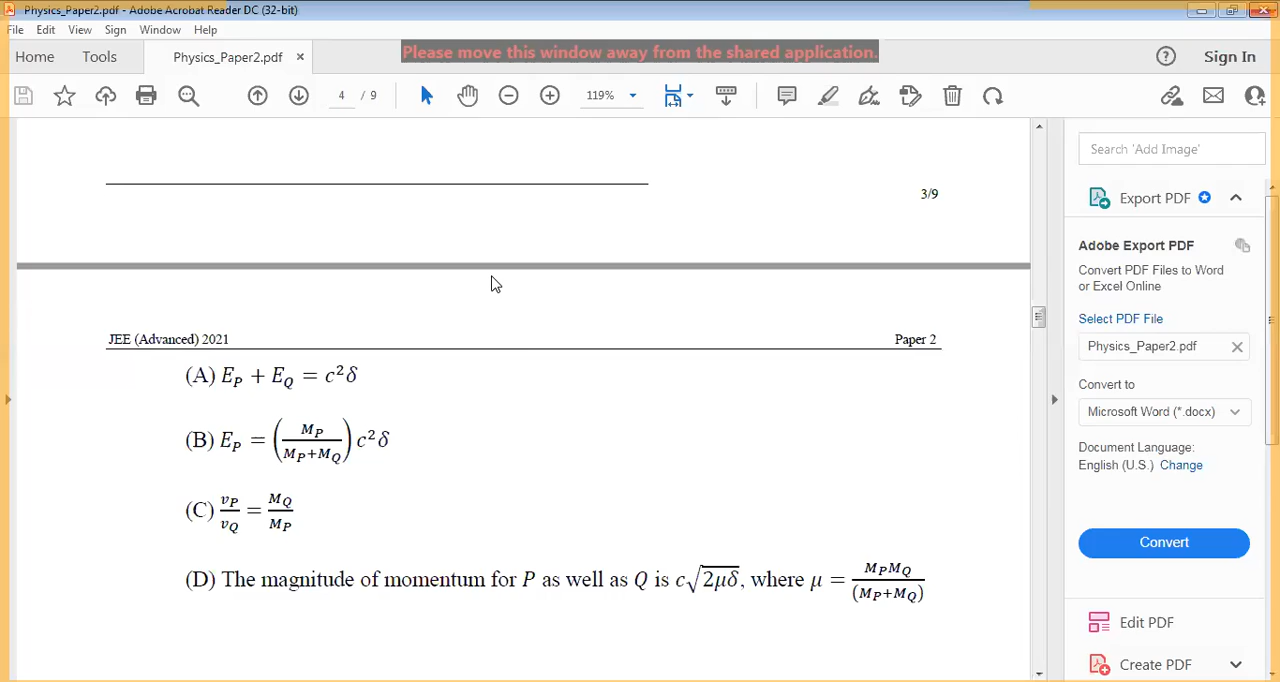 Physics_Paper2.pdf - Adobe Acrobat Reader DC (32-bit)
File Edit View Sign Window Help
Home Tools Physics_Paper2.pdf × Please move this window away from the shared application. Sign In
4 / 9 119%
Search 'Add Image'
3/9
Export PDF
Adobe Export PDF
Convert PDF Files to Word
or Excel Online
Select PDF File
Physics_Paper2.pdf
Convert to
Microsoft Word (*.docx)
Document Language:
English (U.S.) Change
Convert
Edit PDF
Create PDF
JEE (Advanced) 2021 Paper 2
(A) E_P + E_Q = c²δ
(B) E_P = (M_P/(M_P+M_Q)) c²δ
(C) v_P/v_Q = M_Q/M_P
(D) The magnitude of momentum for P as well as Q is c√(2μδ), where μ = M_P M_Q/(M_P+M_Q)